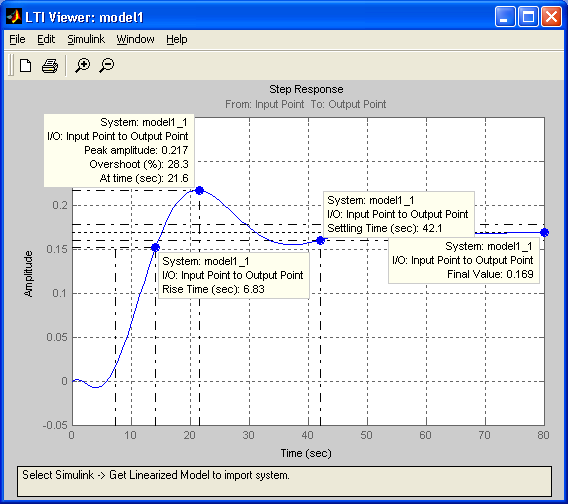 LTI Viewer: model1
File Edit Simulink Window Help
Step Response
From: Input Point To: Output Point
System: model1_1
I/O: Input Point to Output Point
Peak amplitude: 0.217
Overshoot (%): 28.3
At time (sec): 21.6
System: model1_1
I/O: Input Point to Output Point
Settling Time (sec): 42.1
System: model1_1
I/O: Input Point to Output Point
Final Value: 0.169
System: model1_1
I/O: Input Point to Output Point
Rise Time (sec): 6.83
Amplitude
0.2
0.15
0.1
0.05
0
-0.05
0 10 20 30 40 50 60 70 80
Time (sec)
Select Simulink -> Get Linearized Model to import system.